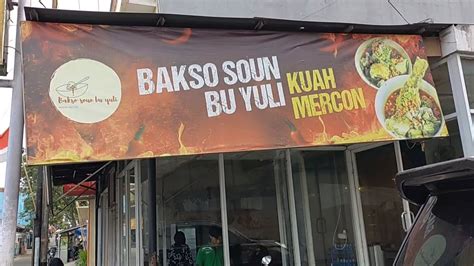 BAKSO SOUN
BU YULI
KUAH
MERCON
Bakso soun bu yuli